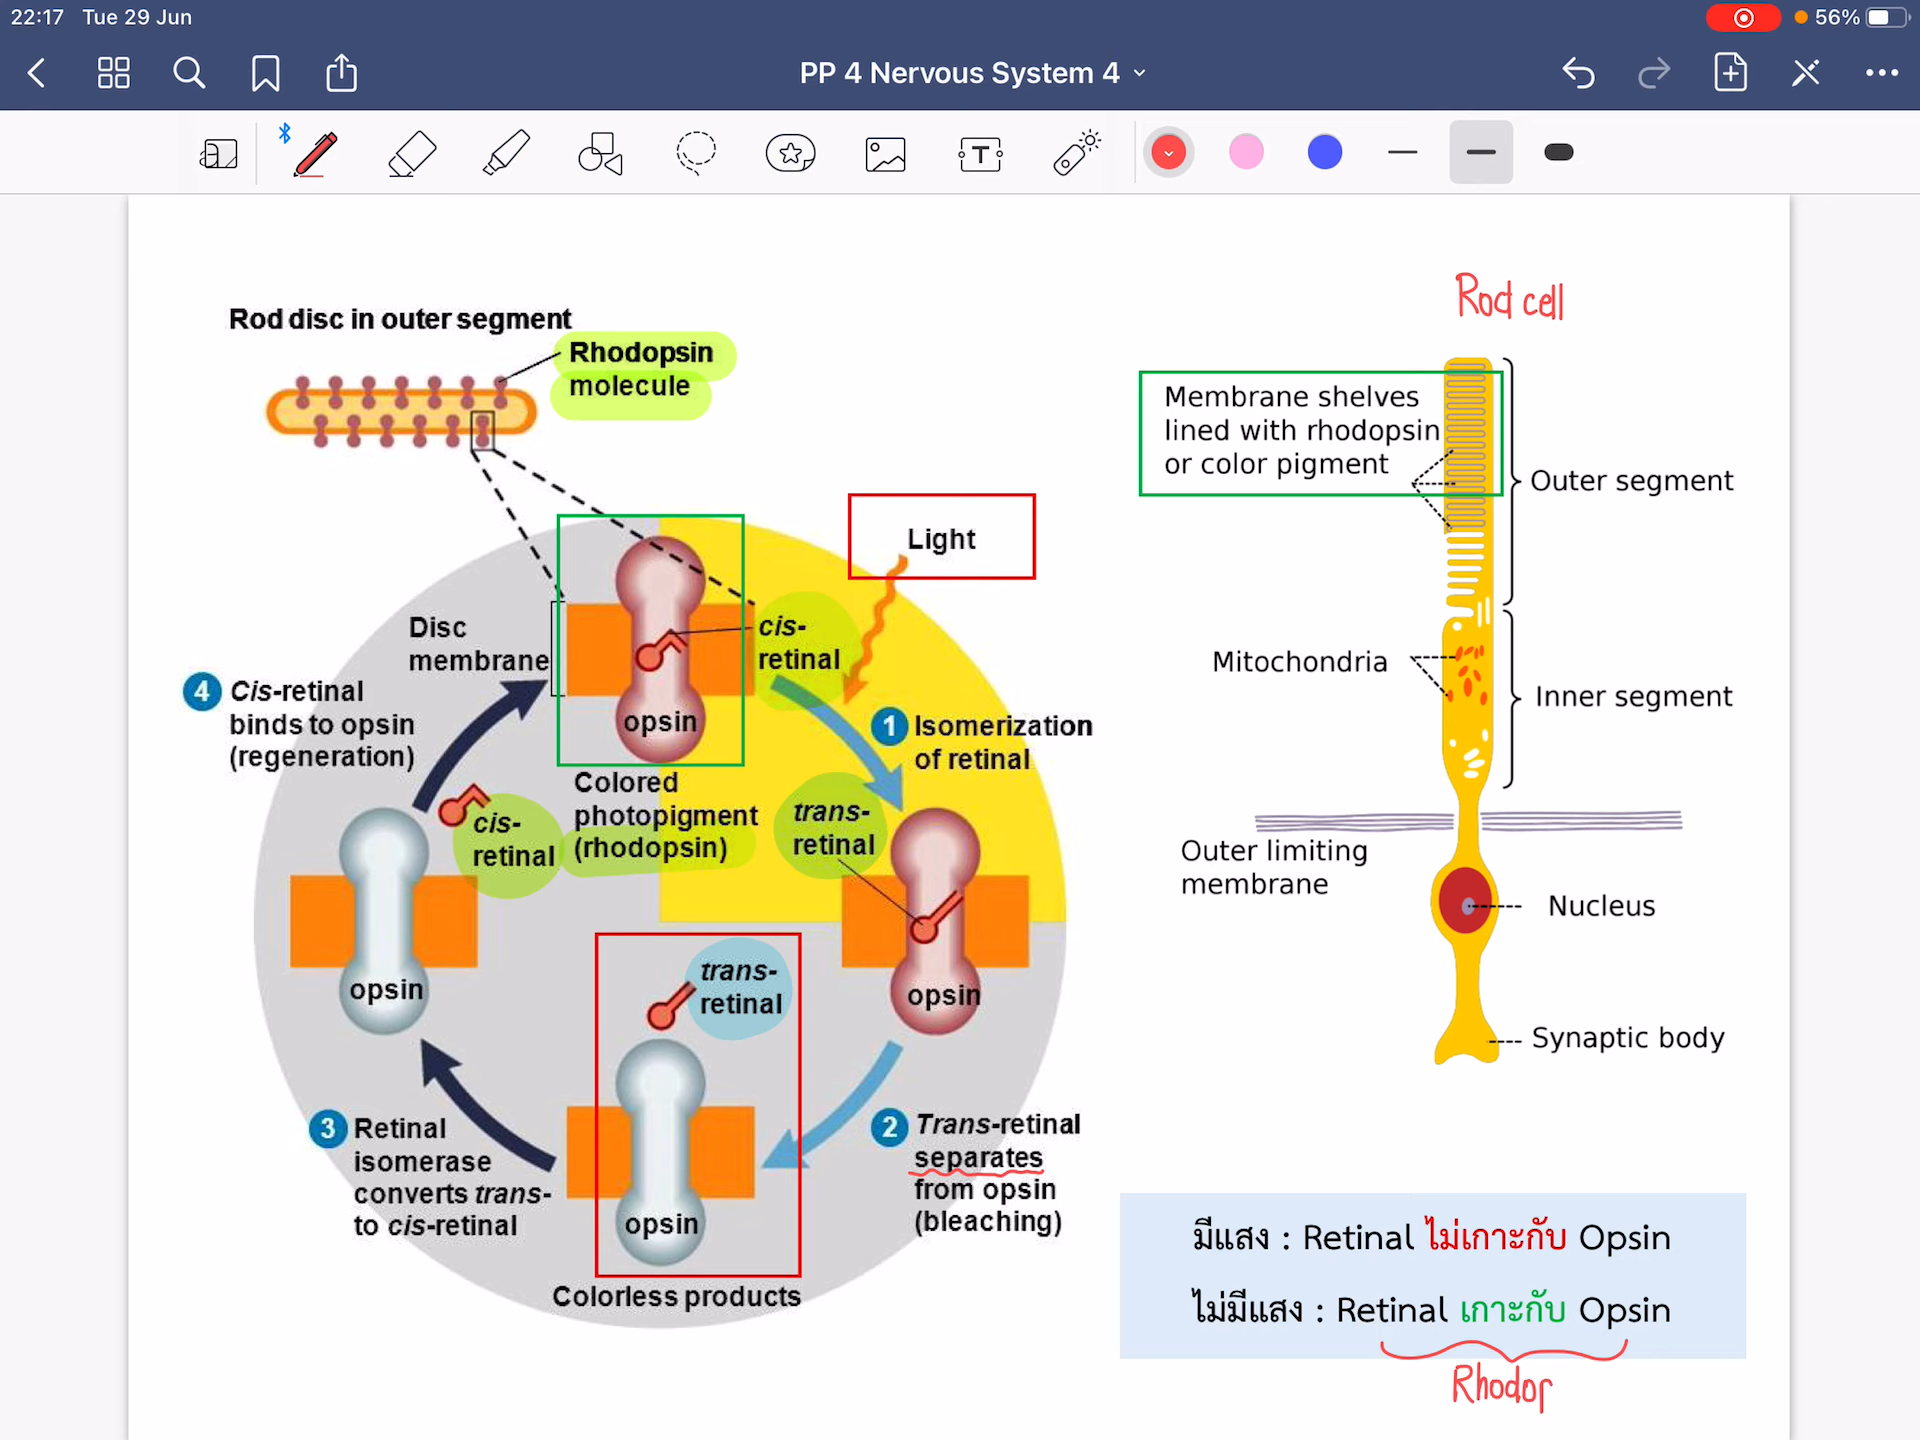 22:17 Tue 29 Jun
56%
PP 4 Nervous System 4
Rod disc in outer segment
Rhodopsin
molecule
Light
Disc
membrane
cis-
retinal
opsin
4 Cis-retinal
binds to opsin
(regeneration)
1 Isomerization
of retinal
Colored
photopigment
(rhodopsin)
cis-
retinal
trans-
retinal
opsin
opsin
trans-
retinal
opsin
3 Retinal
isomerase
converts trans-
to cis-retinal
2 Trans-retinal
separates
from opsin
(bleaching)
Colorless products
Rod cell
Membrane shelves
lined with rhodopsin
or color pigment
Outer segment
Mitochondria
Inner segment
Outer limiting
membrane
Nucleus
Synaptic body
มีแสง : Retinal ไม่เกาะกับ Opsin
ไม่มีแสง : Retinal เกาะกับ Opsin
Rhodop